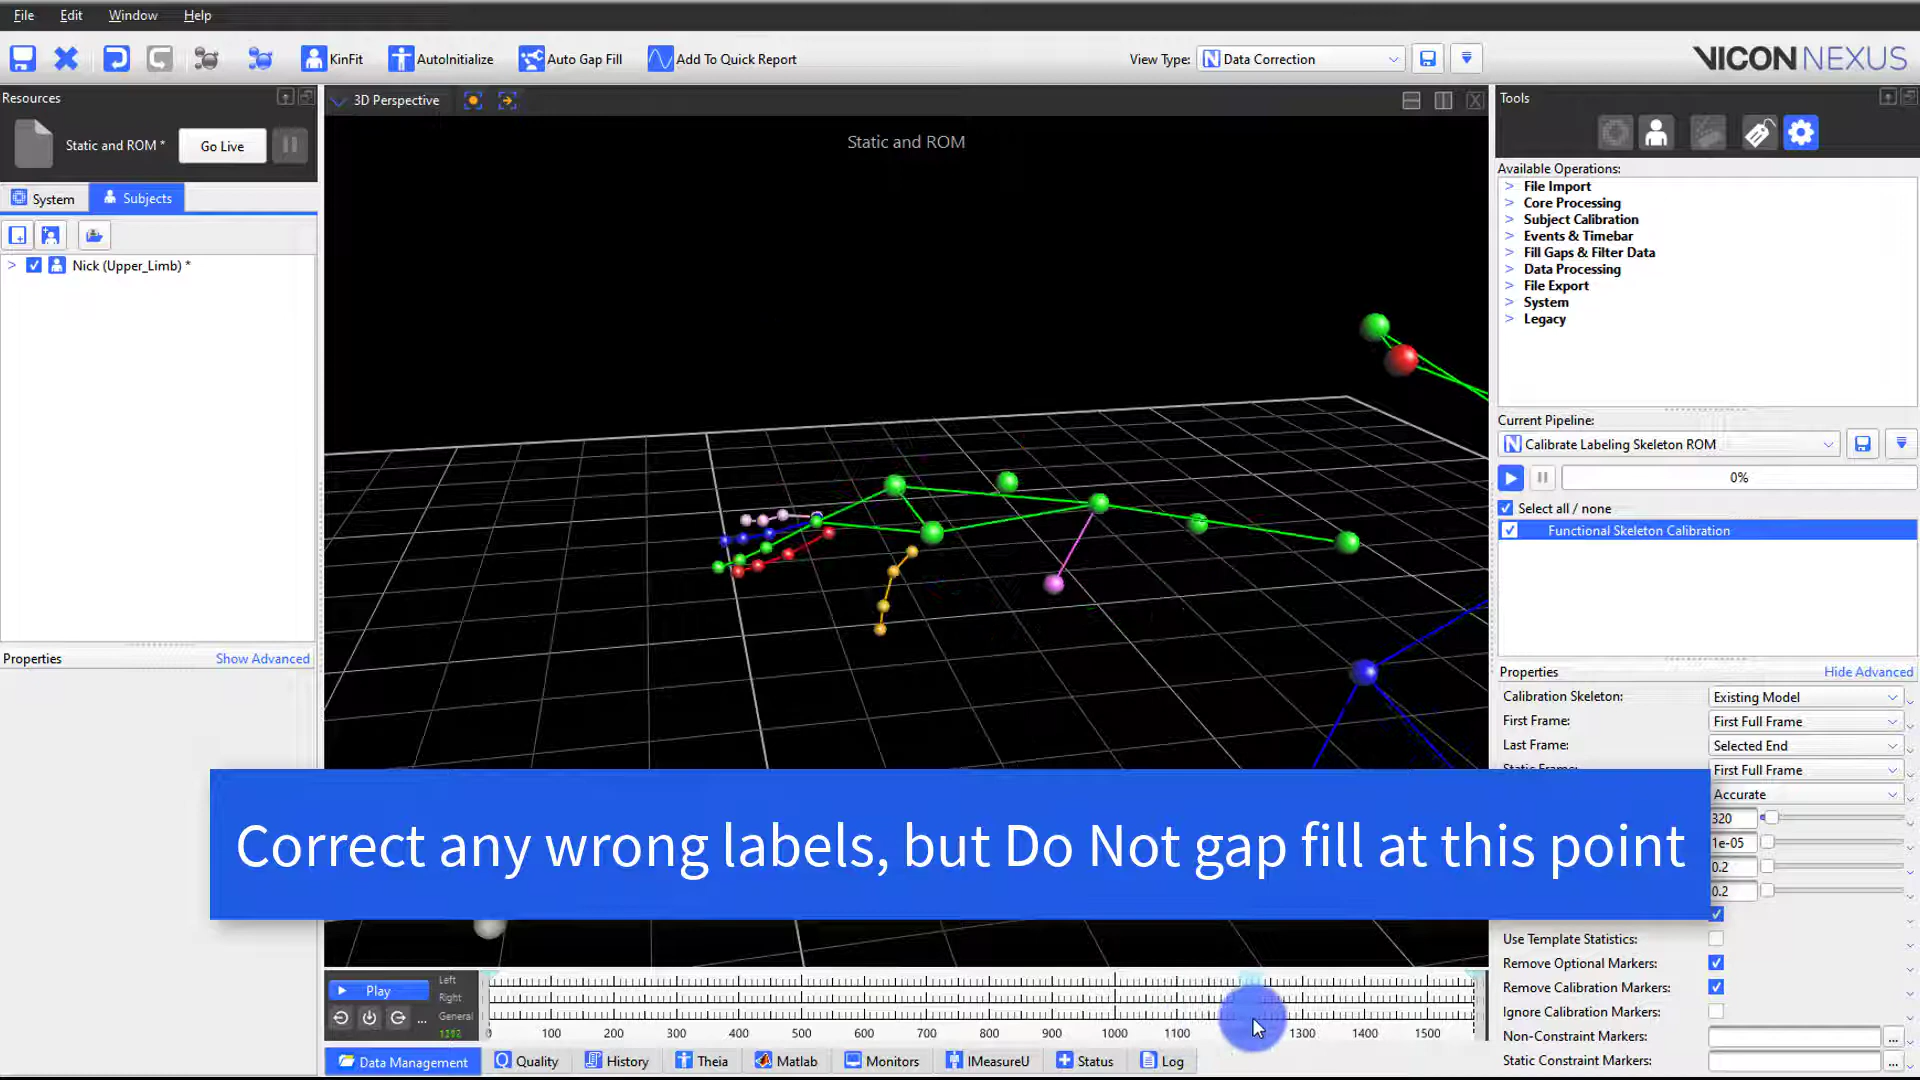 File Edit Window Help
KinFit AutoInitialize Auto Gap Fill Add To Quick Report View Type: Data Correction VICON NEXUS
Resources
Static and ROM * Go Live
System Subjects
Nick (Upper_Limb) *
Properties Show Advanced
3D Perspective
Static and ROM
Tools
Available Operations:
> File Import
> Core Processing
> Subject Calibration
> Events & Timebar
> Fill Gaps & Filter Data
> Data Processing
> File Export
> System
> Legacy
Current Pipeline:
Calibrate Labeling Skeleton ROM
0%
Select all / none
Functional Skeleton Calibration
Properties Hide Advanced
Calibration Skeleton: Existing Model
First Frame: First Full Frame
Last Frame: Selected End
First Full Frame
Accurate
320
1e-05
0.2
0.2
Correct any wrong labels, but Do Not gap fill at this point
Use Template Statistics:
Remove Optional Markers:
Remove Calibration Markers:
Ignore Calibration Markers:
Non-Constraint Markers: ...
Static Constraint Markers: ...
Play
...
Left
Right
General
0 100 200 300 400 500 600 700 800 900 1000 1100 1300 1400 1500
Data Management Quality History Theia Matlab Monitors IMeasureU Status Log